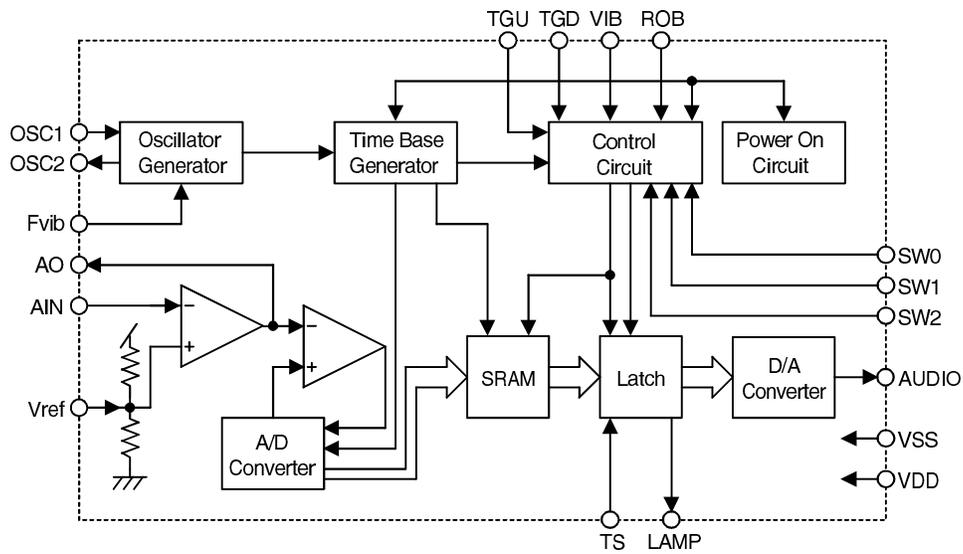 TGU TGD VIB ROB
OSC1
OSC2
Oscillator
Generator
Time Base
Generator
Control
Circuit
Power On
Circuit
Fvib
AO
AIN
Vref
−
+
−
+
A/D
Converter
SRAM
Latch
D/A
Converter
SW0
SW1
SW2
AUDIO
VSS
VDD
TS LAMP